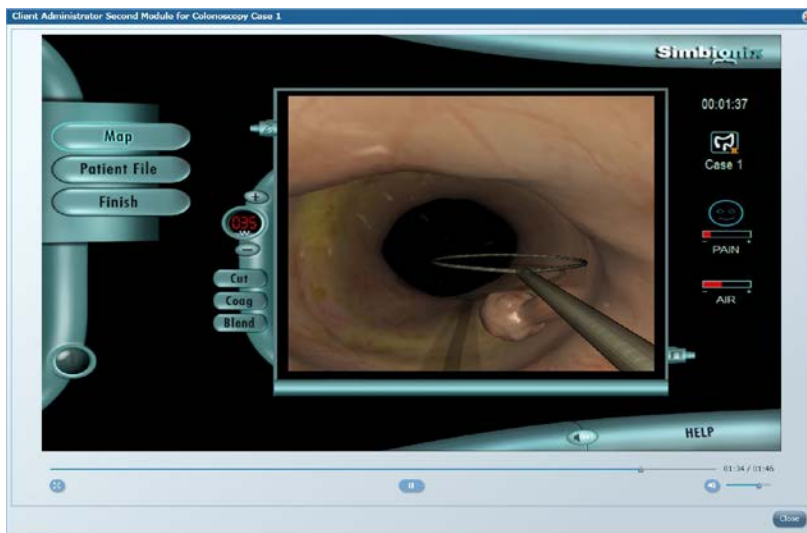 Client Administrator Second Module for Colonoscopy Case 1
Simbionix
00:01:37
Map
Patient File
Finish
Case 1
035
W
Cut
Coag
Blend
PAIN
AIR
HELP
01:34 / 01:46
Close